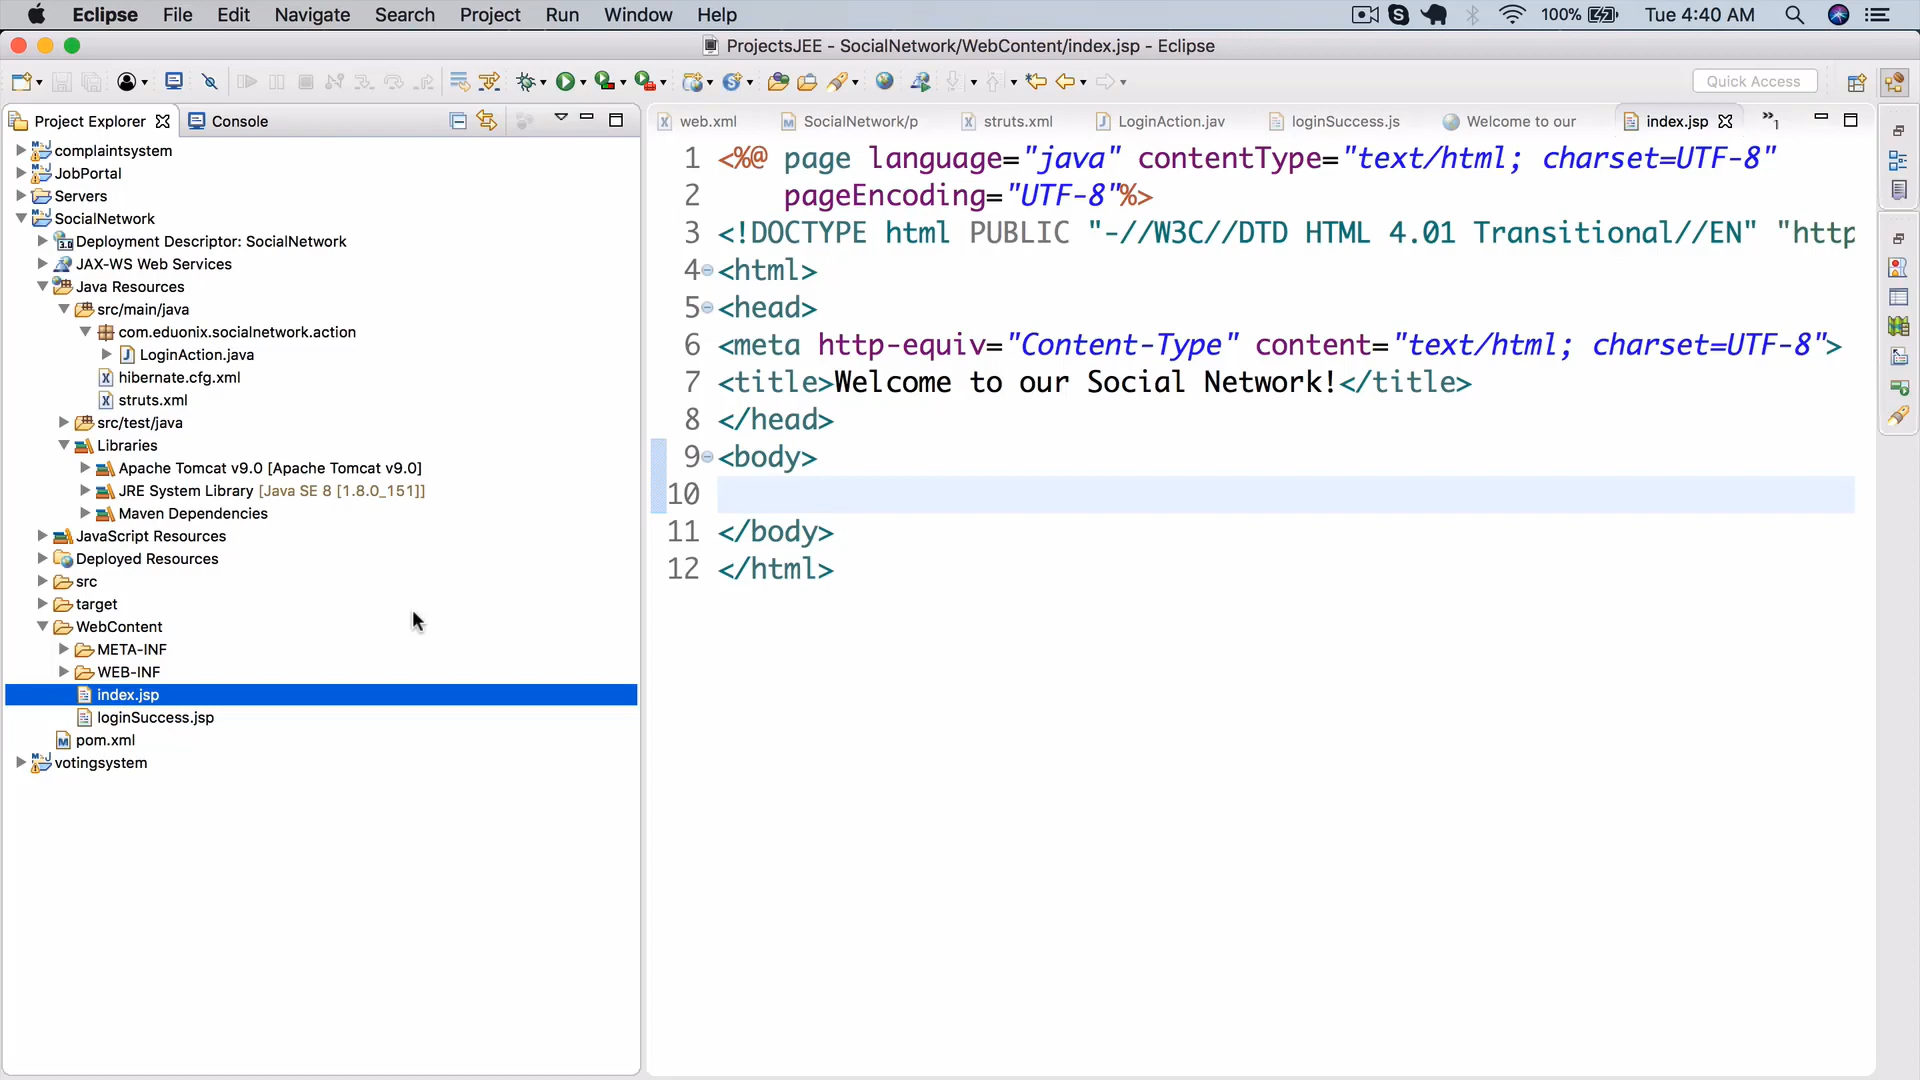 Eclipse File Edit Navigate Search Project Run Window Help 100% Tue 4:40 AM
ProjectsJEE - SocialNetwork/WebContent/index.jsp - Eclipse
Quick Access
Project Explorer Console
complaintsystem
JobPortal
Servers
SocialNetwork
Deployment Descriptor: SocialNetwork
JAX-WS Web Services
Java Resources
src/main/java
com.eduonix.socialnetwork.action
LoginAction.java
hibernate.cfg.xml
struts.xml
src/test/java
Libraries
Apache Tomcat v9.0 [Apache Tomcat v9.0]
JRE System Library [Java SE 8 [1.8.0_151]]
Maven Dependencies
JavaScript Resources
Deployed Resources
src
target
WebContent
META-INF
WEB-INF
index.jsp
loginSuccess.jsp
pom.xml
votingsystem
web.xml SocialNetwork/p struts.xml LoginAction.jav loginSuccess.js Welcome to our index.jsp »1
1 <%@ page language="java" contentType="text/html; charset=UTF-8"
2 pageEncoding="UTF-8"%>
3 <!DOCTYPE html PUBLIC "-//W3C//DTD HTML 4.01 Transitional//EN" "http
4 <html>
5 <head>
6 <meta http-equiv="Content-Type" content="text/html; charset=UTF-8">
7 <title>Welcome to our Social Network!</title>
8 </head>
9 <body>
10
11 </body>
12 </html>